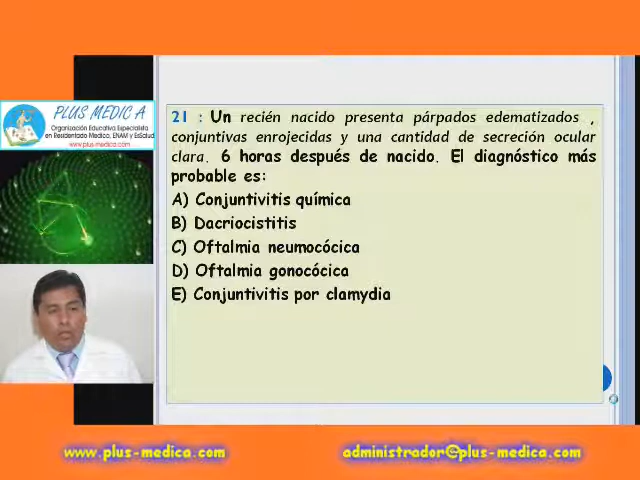 PLUS MEDIC A
Organización Educativa Especialista
en Residentado Medico, ENAM y EsSalud
www.plus-medica.com
21 : Un recién nacido presenta párpados edematizados ,
conjuntivas enrojecidas y una cantidad de secreción ocular
clara. 6 horas después de nacido. El diagnóstico más
probable es:
A) Conjuntivitis química
B) Dacriocistitis
C) Oftalmia neumocócica
D) Oftalmia gonocócica
E) Conjuntivitis por clamydia
www.plus-medica.com
administrador@plus-medica.com